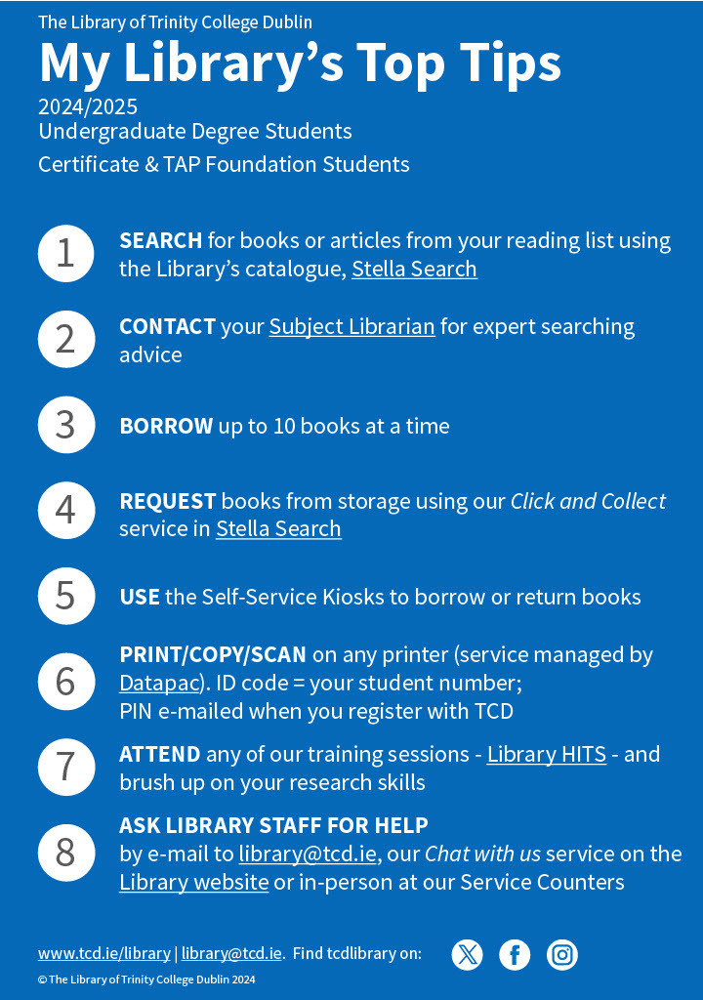 The Library of Trinity College Dublin
My Library’s Top Tips
2024/2025
Undergraduate Degree Students
Certificate & TAP Foundation Students
1
SEARCH for books or articles from your reading list using
the Library’s catalogue, Stella Search
2
CONTACT your Subject Librarian for expert searching
advice
3
BORROW up to 10 books at a time
4
REQUEST books from storage using our Click and Collect
service in Stella Search
5
USE the Self-Service Kiosks to borrow or return books
6
PRINT/COPY/SCAN on any printer (service managed by
Datapac). ID code = your student number;
PIN e-mailed when you register with TCD
7
ATTEND any of our training sessions - Library HITS - and
brush up on your research skills
8
ASK LIBRARY STAFF FOR HELP
by e-mail to library@tcd.ie, our Chat with us service on the
Library website or in-person at our Service Counters
www.tcd.ie/library | library@tcd.ie. Find tcdlibrary on:
© The Library of Trinity College Dublin 2024